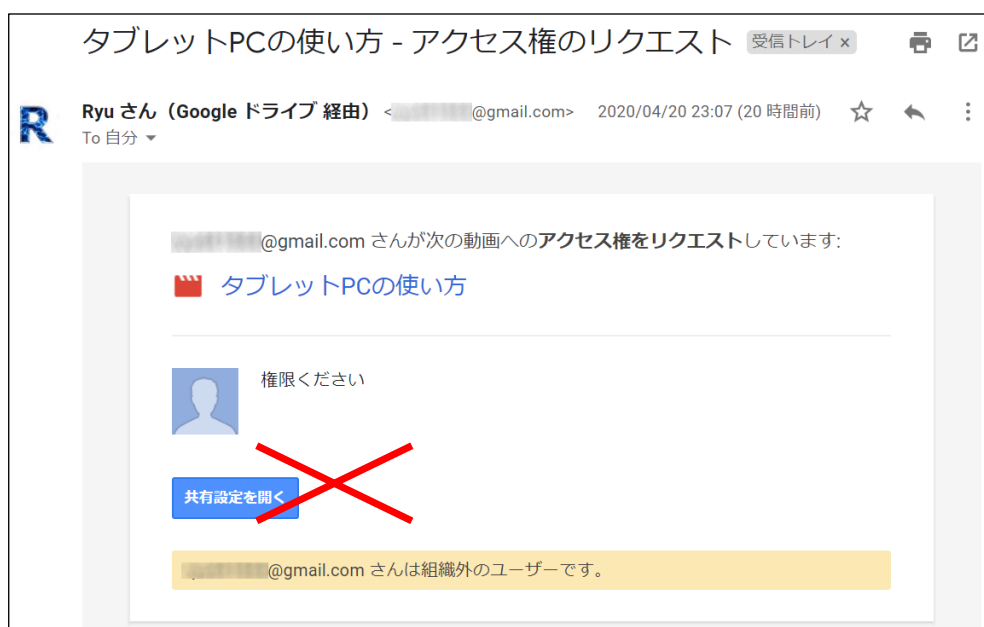 タブレットPCの使い方 - アクセス権のリクエスト 受信トレイ ×
R
Ryu さん（Google ドライブ 経由） < @gmail.com> 2020/04/20 23:07 (20 時間前)
To 自分
@gmail.com さんが次の動画へのアクセス権をリクエストしています:
タブレットPCの使い方
権限ください
共有設定を開く
@gmail.com さんは組織外のユーザーです。